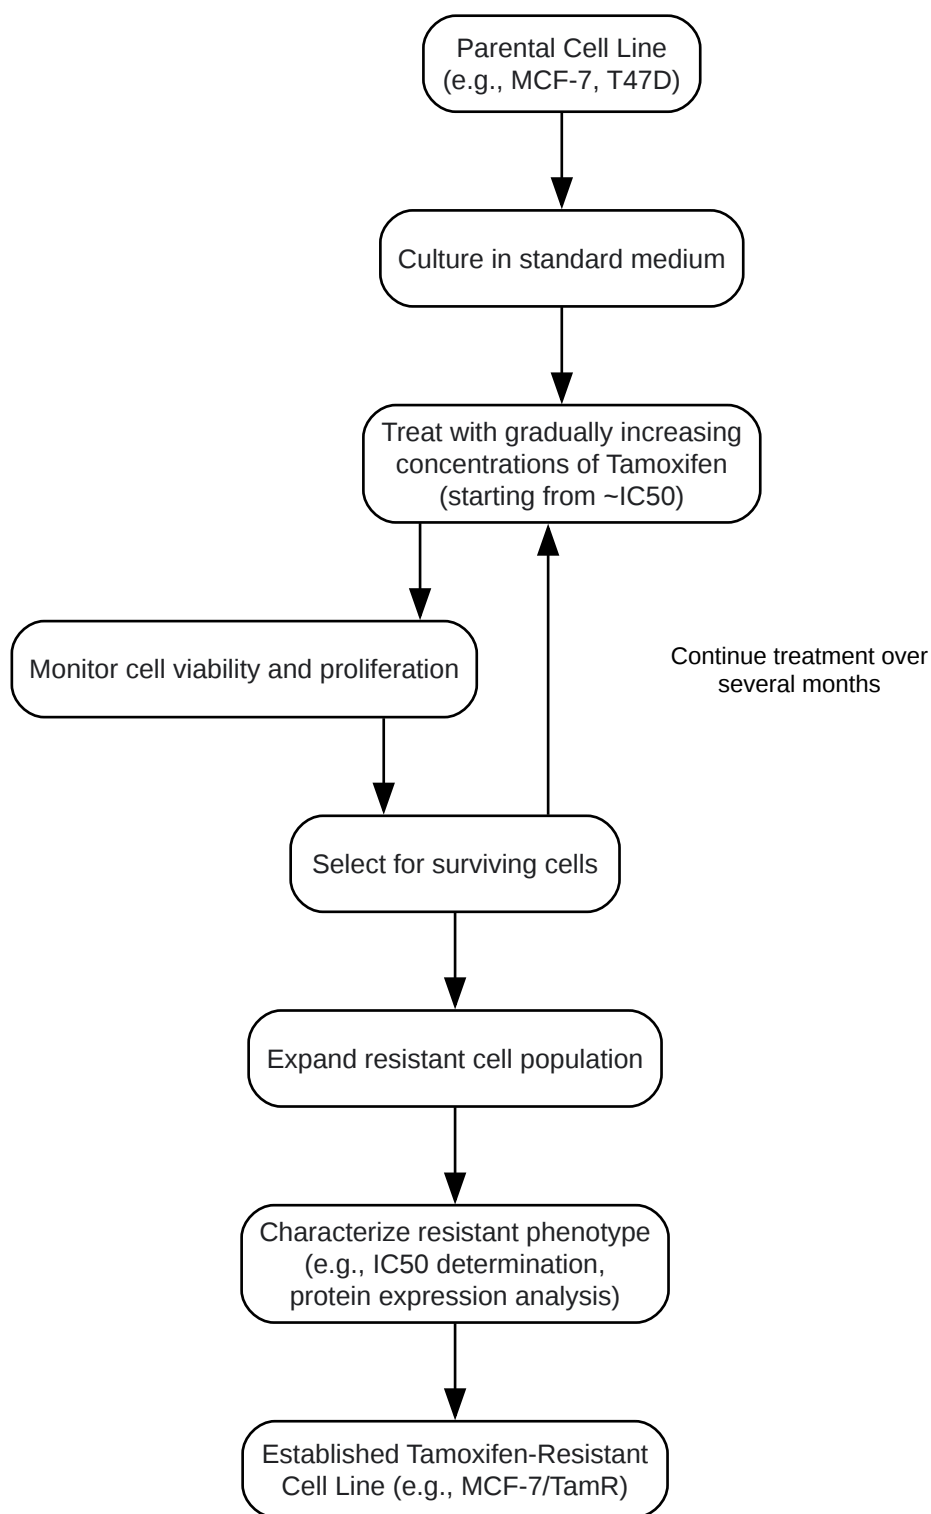 Parental Cell Line
(e.g., MCF-7, T47D)
Culture in standard medium
Treat with gradually increasing
concentrations of Tamoxifen
(starting from ~IC50)
Monitor cell viability and proliferation
Continue treatment over
several months
Select for surviving cells
Expand resistant cell population
Characterize resistant phenotype
(e.g., IC50 determination,
protein expression analysis)
Established Tamoxifen-Resistant
Cell Line (e.g., MCF-7/TamR)